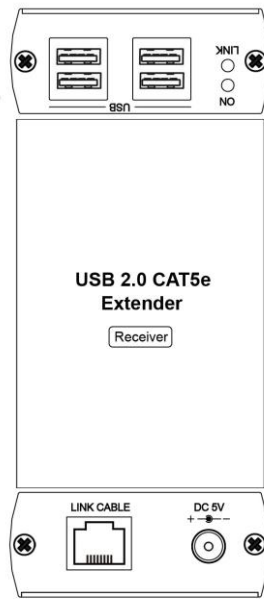 LINK
ON
USB
USB 2.0 CAT5e
Extender
Receiver
LINK CABLE
DC 5V
+ -